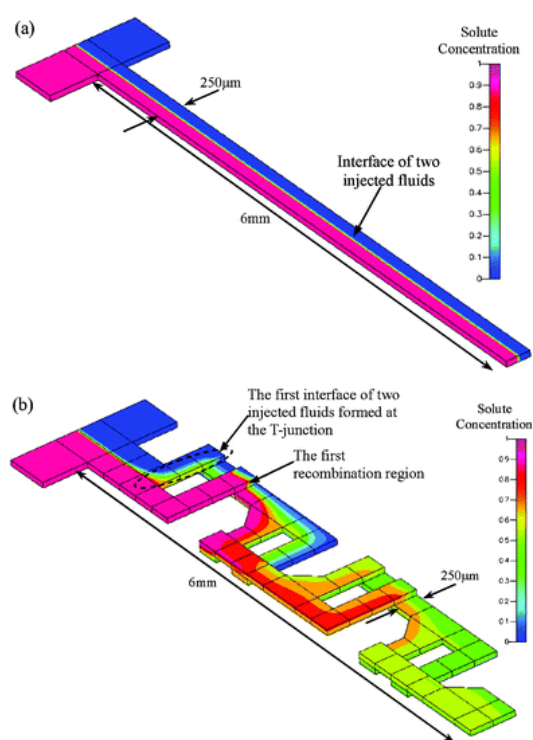 (a)
Solute
Concentration
250μm
Interface of two
injected fluids
6mm
1
0.9
0.8
0.7
0.6
0.5
0.4
0.3
0.2
0.1
0
(b)
The first interface of two
injected fluids formed at
the T-junction
The first
recombination region
Solute
Concentration
250μm
6mm
1
0.9
0.8
0.7
0.6
0.5
0.4
0.3
0.2
0.1
0